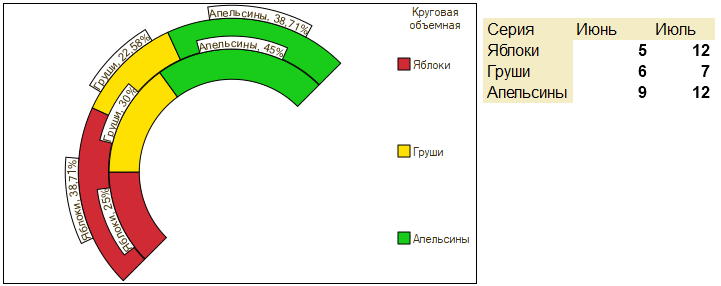 Апельсины, 38,71%
Апельсины, 45%
Груши, 22,58%
Груши, 30%
Яблоки, 38,71%
Яблоки, 25%
Круговая
объемная
Яблоки
Груши
Апельсины
Серия Июнь Июль
Яблоки 5 12
Груши 6 7
Апельсины 9 12